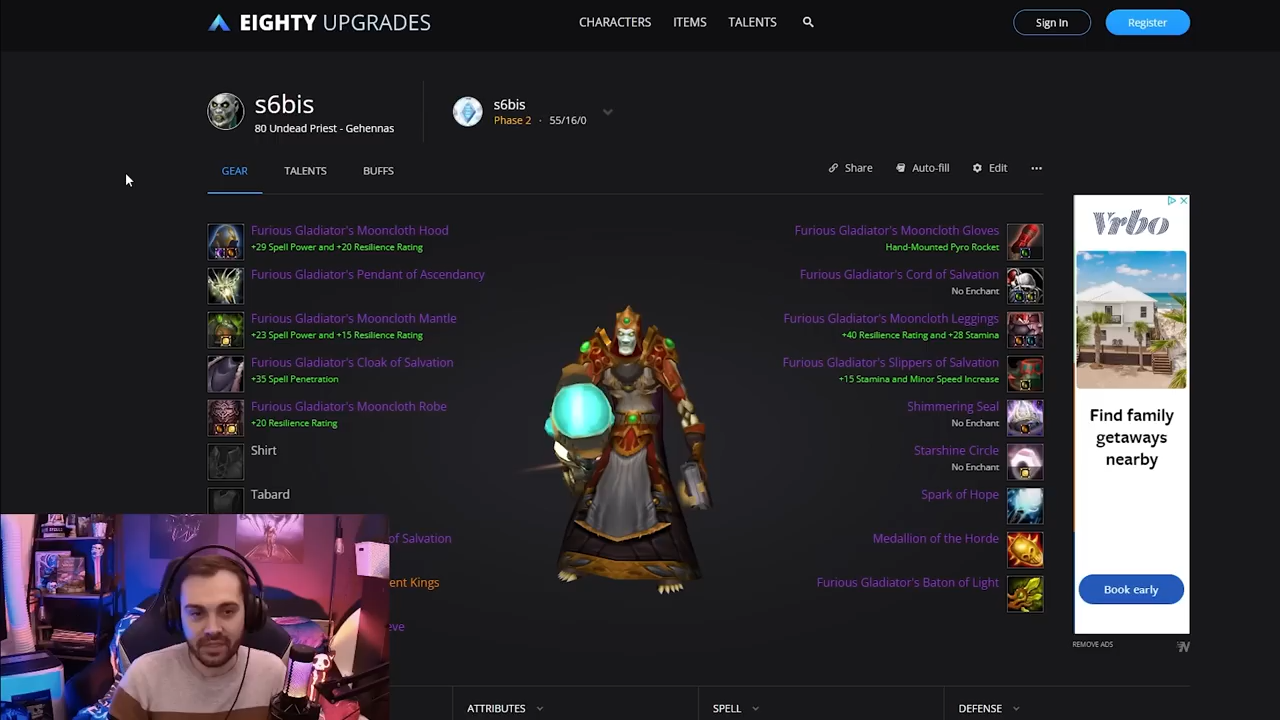 EIGHTY UPGRADES
CHARACTERS
ITEMS
TALENTS
Sign In
Register
s6bis
80 Undead Priest - Gehennas
s6bis
Phase 2 · 55/16/0
GEAR
TALENTS
BUFFS
Share
Auto-fill
Edit
Furious Gladiator's Mooncloth Hood
+29 Spell Power and +20 Resilience Rating
Furious Gladiator's Pendant of Ascendancy
Furious Gladiator's Mooncloth Mantle
+23 Spell Power and +15 Resilience Rating
Furious Gladiator's Cloak of Salvation
+35 Spell Penetration
Furious Gladiator's Mooncloth Robe
+20 Resilience Rating
Shirt
Tabard
of Salvation
ent Kings
eve
Furious Gladiator's Mooncloth Gloves
Hand-Mounted Pyro Rocket
Furious Gladiator's Cord of Salvation
No Enchant
Furious Gladiator's Mooncloth Leggings
+40 Resilience Rating and +28 Stamina
Furious Gladiator's Slippers of Salvation
+15 Stamina and Minor Speed Increase
Shimmering Seal
No Enchant
Starshine Circle
No Enchant
Spark of Hope
Medallion of the Horde
Furious Gladiator's Baton of Light
Vrbo
Find family
getaways
nearby
Book early
REMOVE ADS
ATTRIBUTES
SPELL
DEFENSE